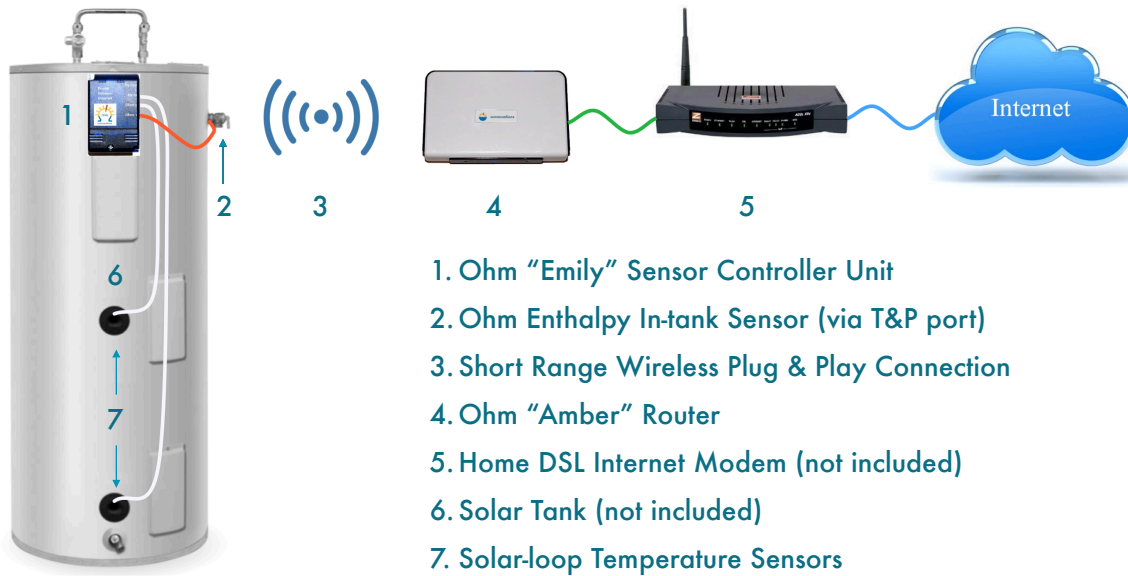 1
2
3
4
5
6
7
Internet
1. Ohm “Emily” Sensor Controller Unit
2. Ohm Enthalpy In-tank Sensor (via T&P port)
3. Short Range Wireless Plug & Play Connection
4. Ohm “Amber” Router
5. Home DSL Internet Modem (not included)
6. Solar Tank (not included)
7. Solar-loop Temperature Sensors